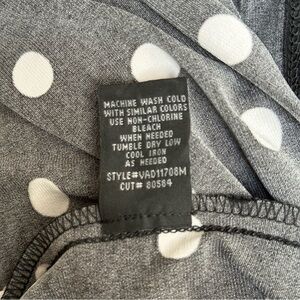 MACHINE WASH COLD
WITH SIMILAR COLORS
USE NON-CHLORINE
BLEACH
WHEN NEEDED
TUMBLE DRY LOW
COOL IRON
AS NEEDED
STYLE#VAD11708M
CUT# 80584